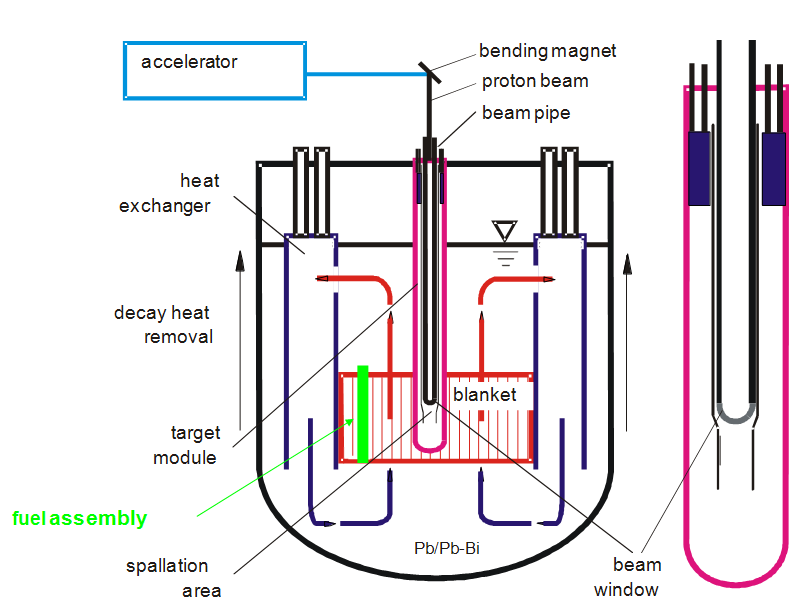 accelerator
bending magnet
proton beam
beam pipe
heat
exchanger
decay heat
removal
blanket
target
module
fuel assembly
Pb/Pb-Bi
spallation
area
beam
window